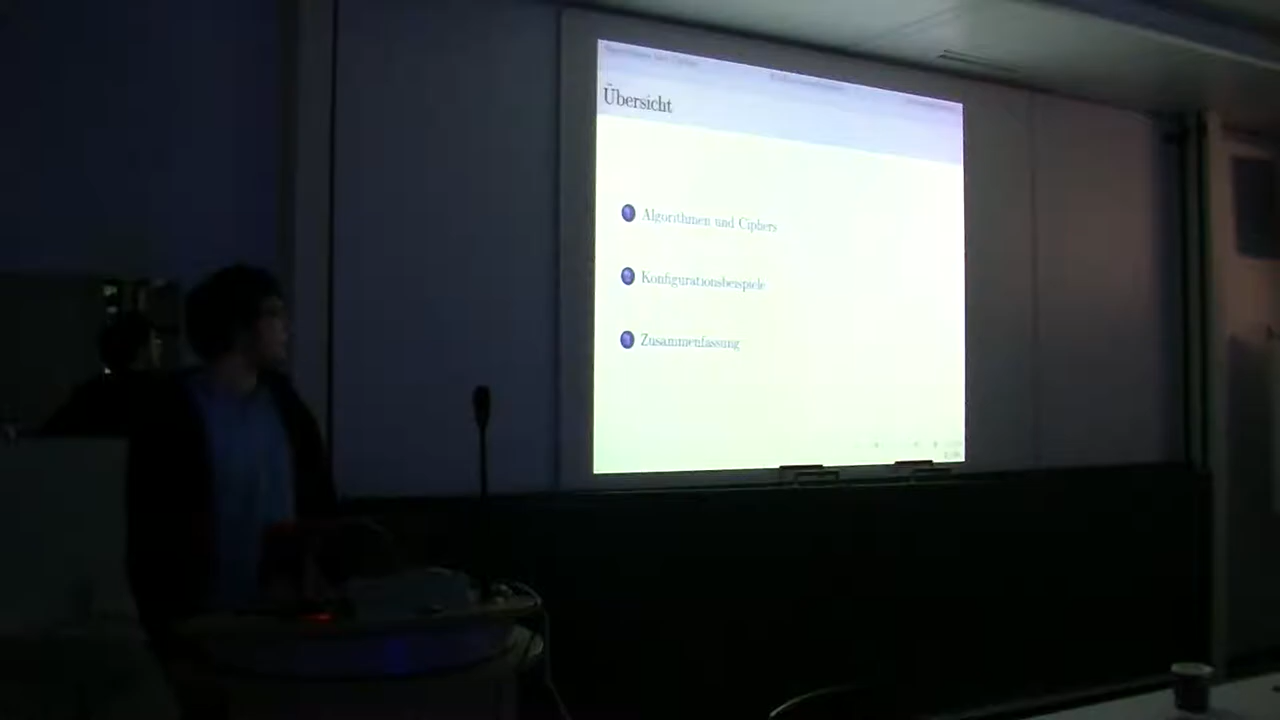 Übersicht
Algorithmen und Ciphers
Konfigurationsbeispiele
Zusammenfassung